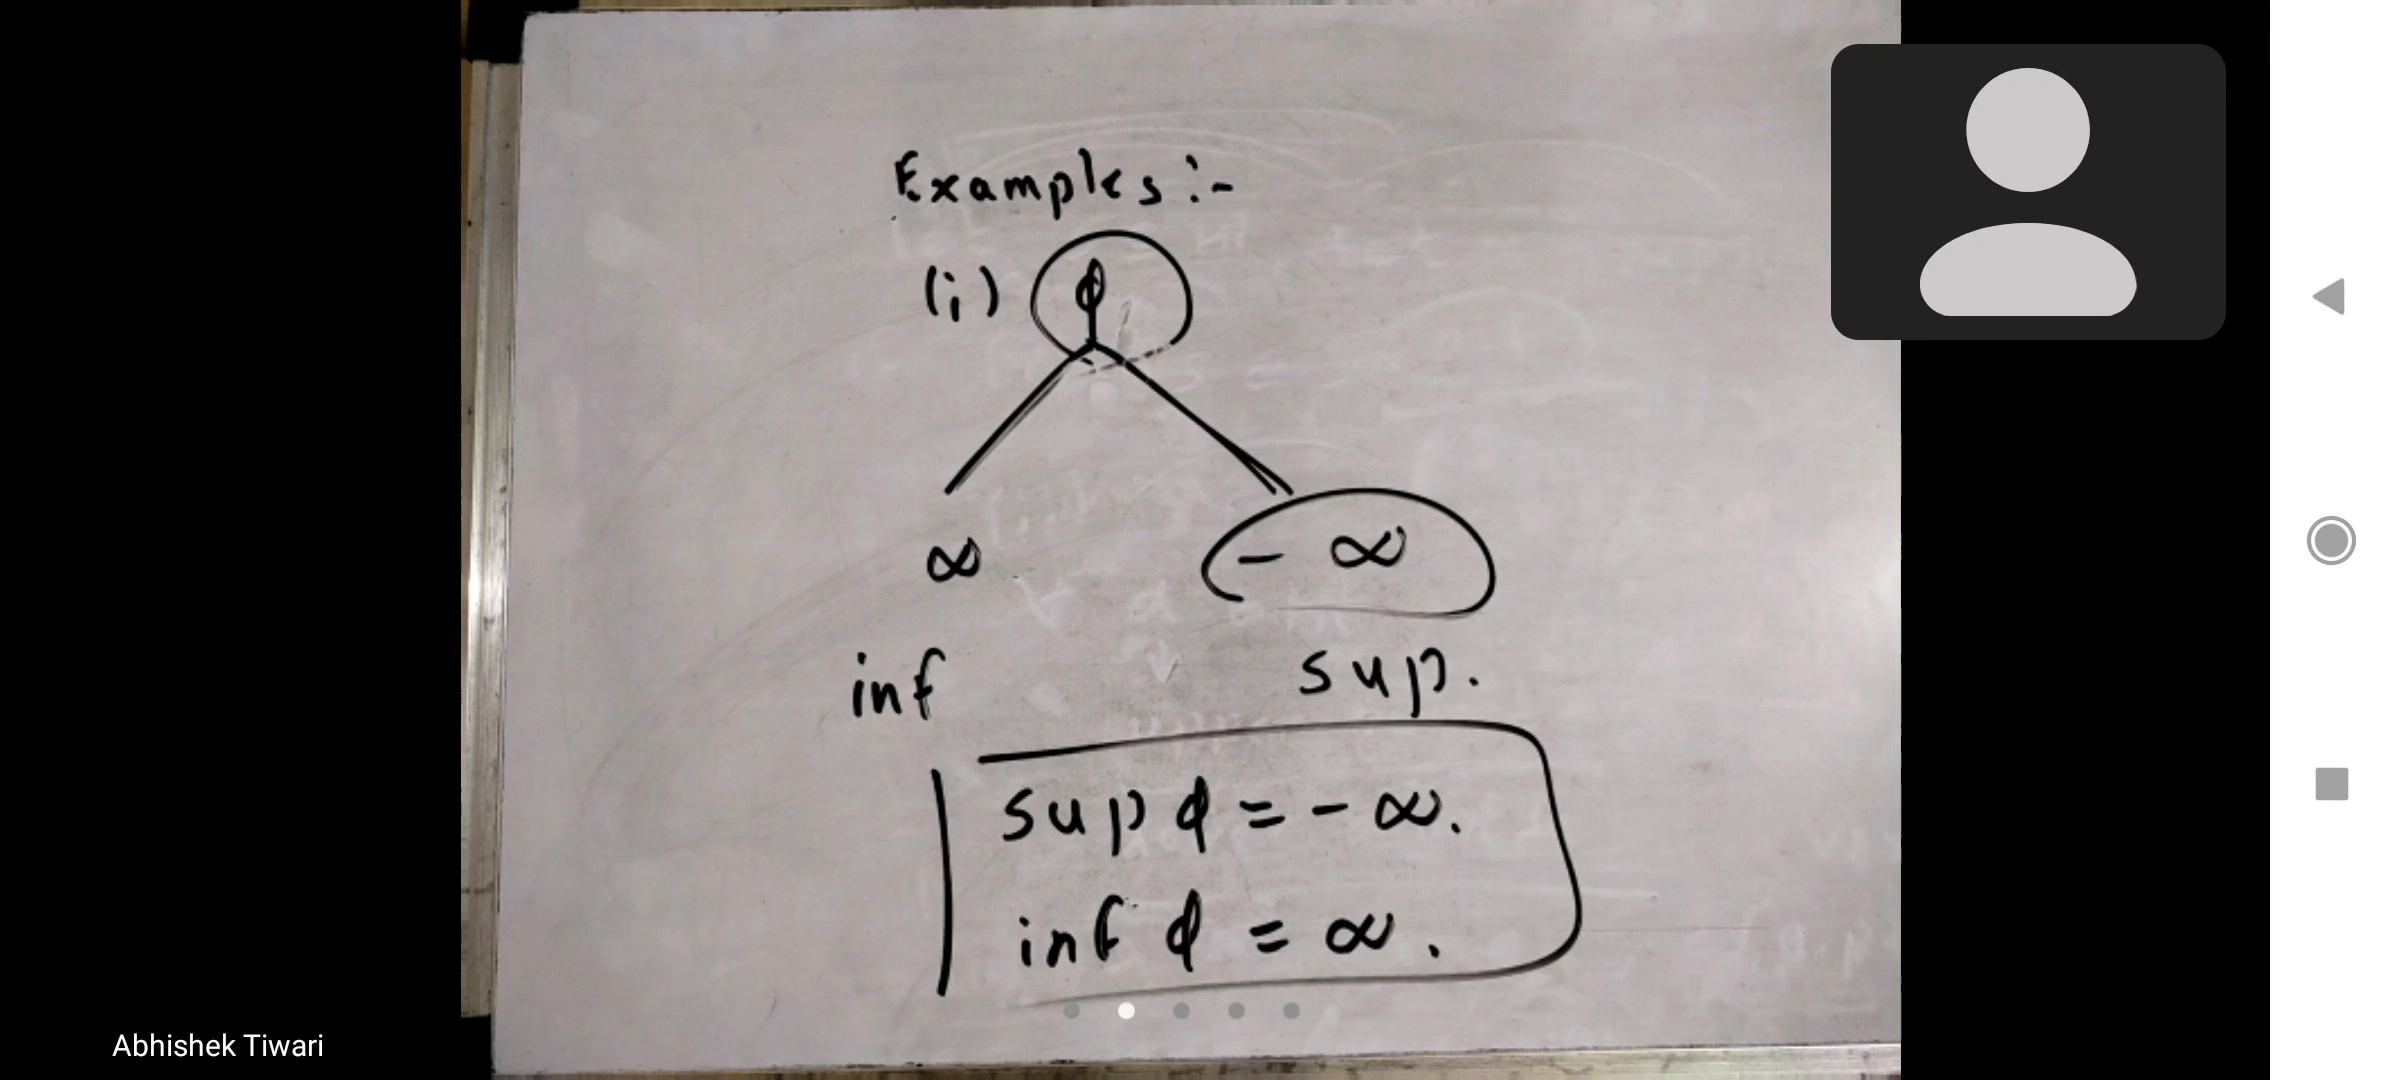 Examples :-
(i) ϕ
∞ - ∞
inf sup.
sup ϕ = - ∞.
inf ϕ = ∞.
Abhishek Tiwari